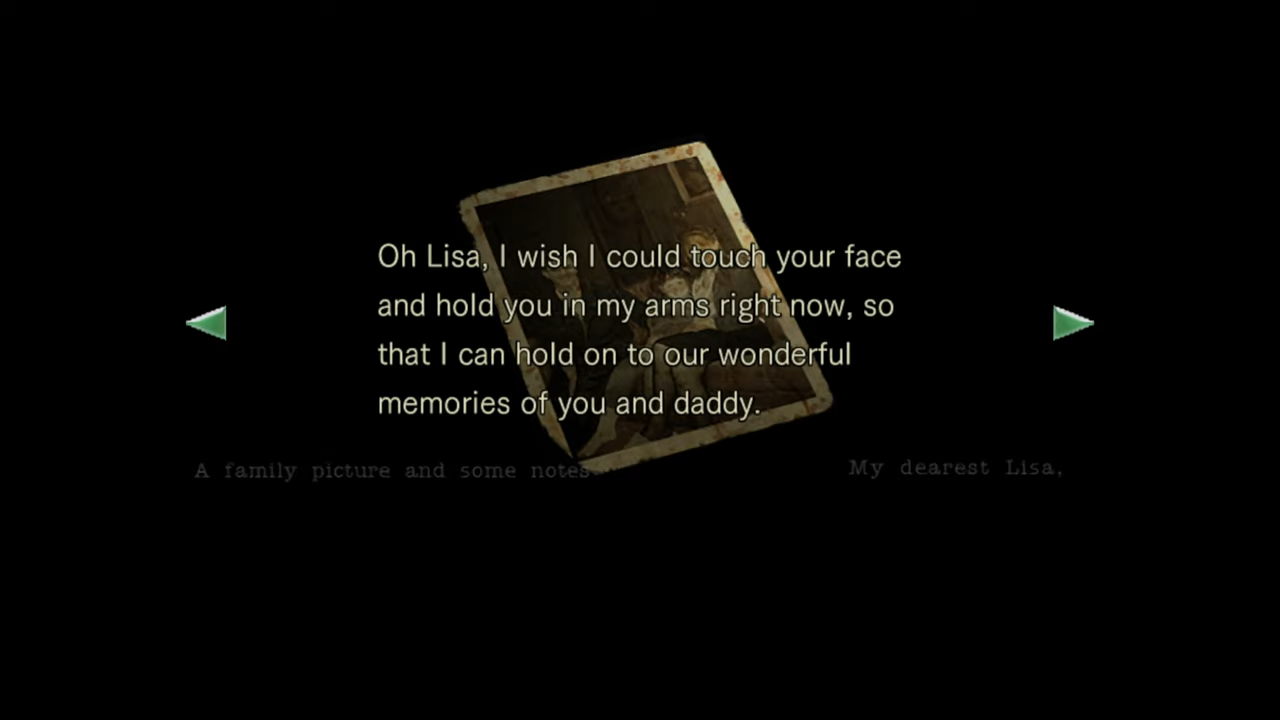 Oh Lisa, I wish I could touch your face
and hold you in my arms right now, so
that I can hold on to our wonderful
memories of you and daddy.
A family picture and some notes
My dearest Lisa,